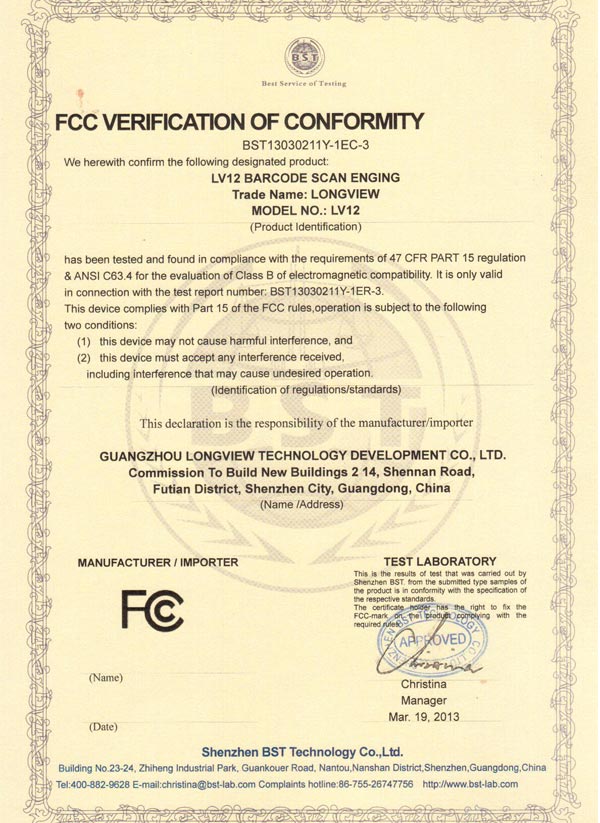 BST
Best Service of Testing
FCC VERIFICATION OF CONFORMITY
BST13030211Y-1EC-3
We herewith confirm the following designated product:
LV12 BARCODE SCAN ENGING
Trade Name: LONGVIEW
MODEL NO.: LV12
(Product Identification)
has been tested and found in compliance with the requirements of 47 CFR PART 15 regulation
& ANSI C63.4 for the evaluation of Class B of electromagnetic compatibility. It is only valid
in connection with the test report number: BST13030211Y-1ER-3.
This device complies with Part 15 of the FCC rules,operation is subject to the following
two conditions:
(1) this device may not cause harmful interference, and
(2) this device must accept any interference received,
including interference that may cause undesired operation.
(Identification of regulations/standards)
BST
This declaration is the responsibility of the manufacturer/importer
GUANGZHOU LONGVIEW TECHNOLOGY DEVELOPMENT CO., LTD.
Commission To Build New Buildings 2 14, Shennan Road,
Futian District, Shenzhen City, Guangdong, China
(Name /Address)
MANUFACTURER / IMPORTER
FCC
(Name)
(Date)
TEST LABORATORY
This is the results of test that was carried out by
Shenzhen BST. from the submitted type samples of
the product is in conformity with the specification of
the respective standards.
The certificate holder has the right to fix the
FCC-mark on the product complying with the
required rules.
APPROVED
Christina
Christina
Manager
Mar. 19, 2013
Shenzhen BST Technology Co.,Ltd.
Building No.23-24, Zhiheng Industrial Park, Guankouer Road, Nantou,Nanshan District,Shenzhen,Guangdong,China
Tel:400-882-9628 E-mail:christina@bst-lab.com Complaints hotline:86-755-26747756 http://www.bst-lab.com